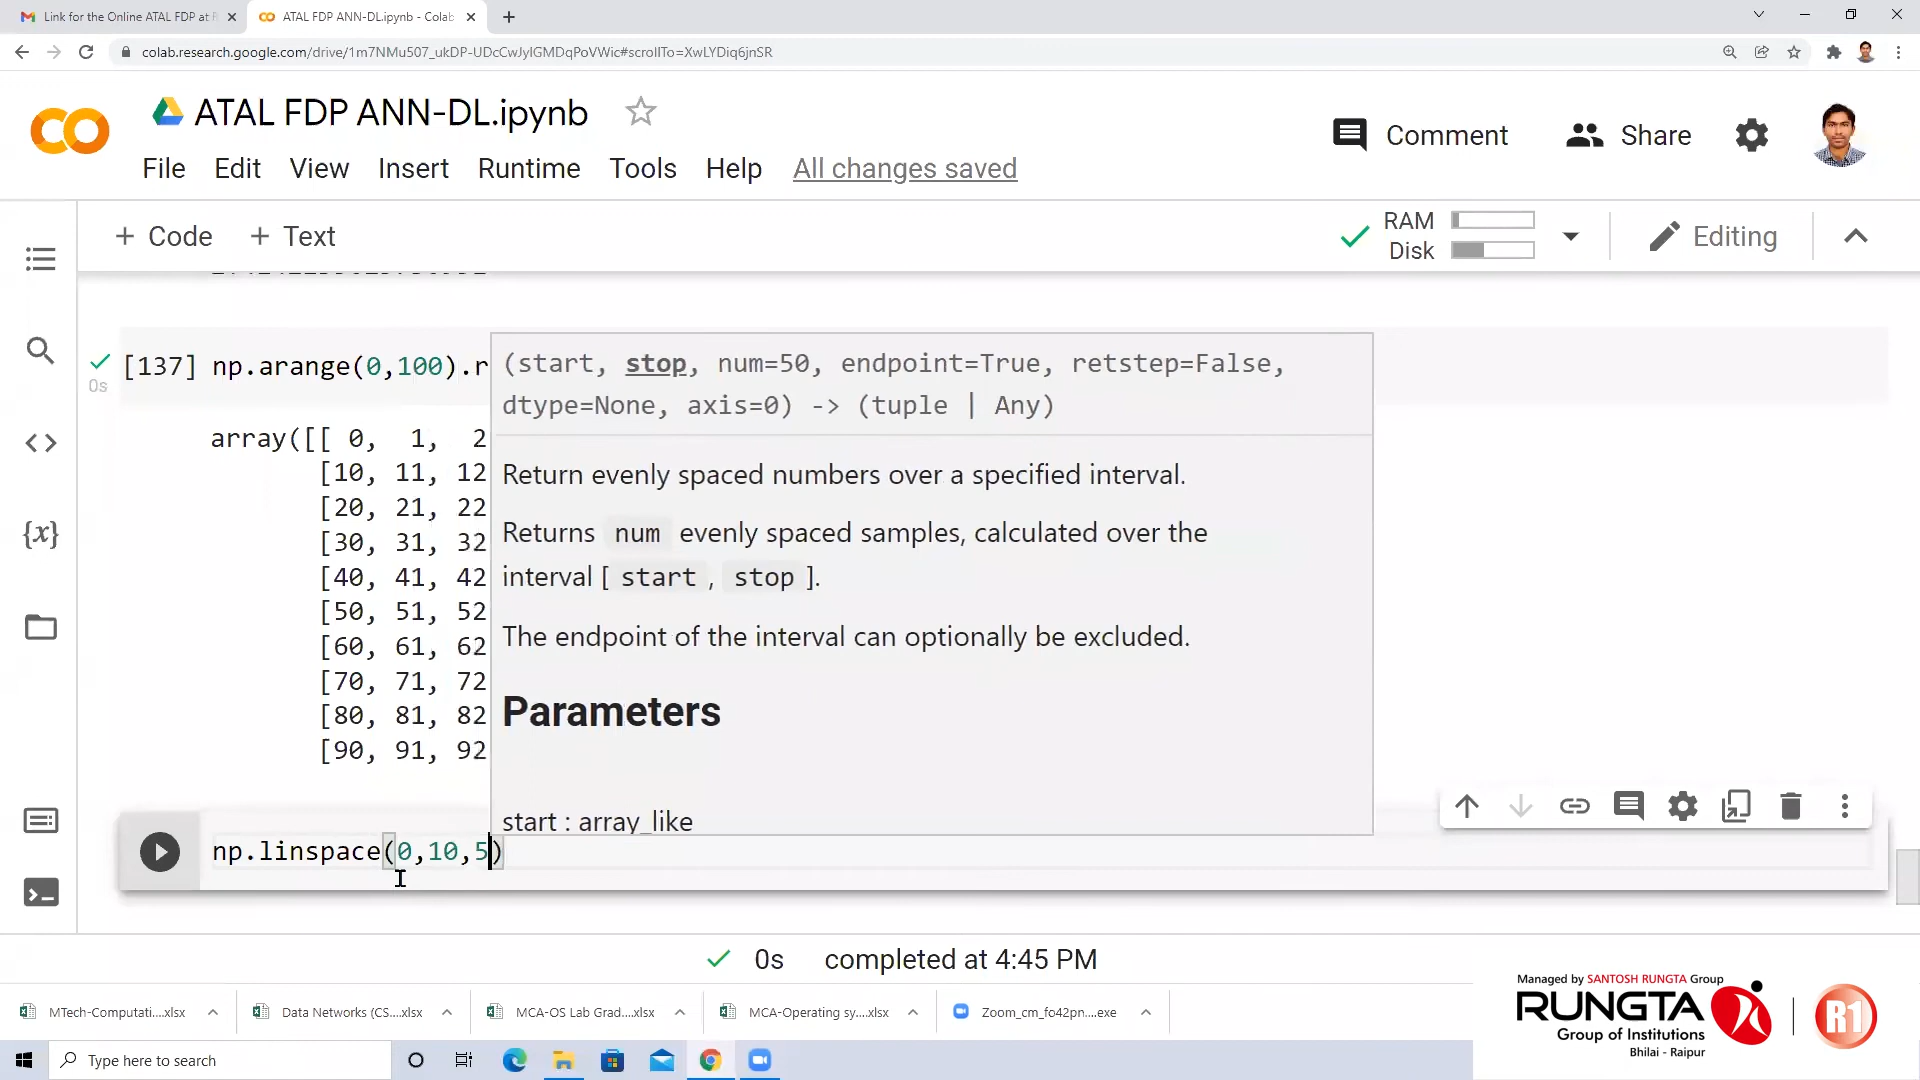 Link for the Online ATAL FDP at
ATAL FDP ANN-DL.ipynb - Colab
colab.research.google.com/drive/1m7NMu507_ukDP-UDcCwJyIGMDqPoVWic#scrollTo=XwLYDiq6jnSR
ATAL FDP ANN-DL.ipynb
Comment
Share
File Edit View Insert Runtime Tools Help All changes saved
+ Code + Text
RAM
Disk
Editing
[137] np.arange(0,100).r
0s
(start, stop, num=50, endpoint=True, retstep=False,
dtype=None, axis=0) -> (tuple | Any)
array([[ 0, 1, 2
[10, 11, 12
[20, 21, 22
[30, 31, 32
[40, 41, 42
[50, 51, 52
[60, 61, 62
[70, 71, 72
[80, 81, 82
[90, 91, 92
Return evenly spaced numbers over a specified interval.
Returns num evenly spaced samples, calculated over the
interval [ start , stop ].
The endpoint of the interval can optionally be excluded.
Parameters
start : array_like
np.linspace(0,10,5)
0s completed at 4:45 PM
MTech-Computati....xlsx
Data Networks (CS....xlsx
MCA-OS Lab Grad....xlsx
MCA-Operating sy....xlsx
Zoom_cm_fo42pn....exe
Managed by SANTOSH RUNGTA Group
RUNGTA
Group of Institutions
Bhilai - Raipur
R1
Type here to search